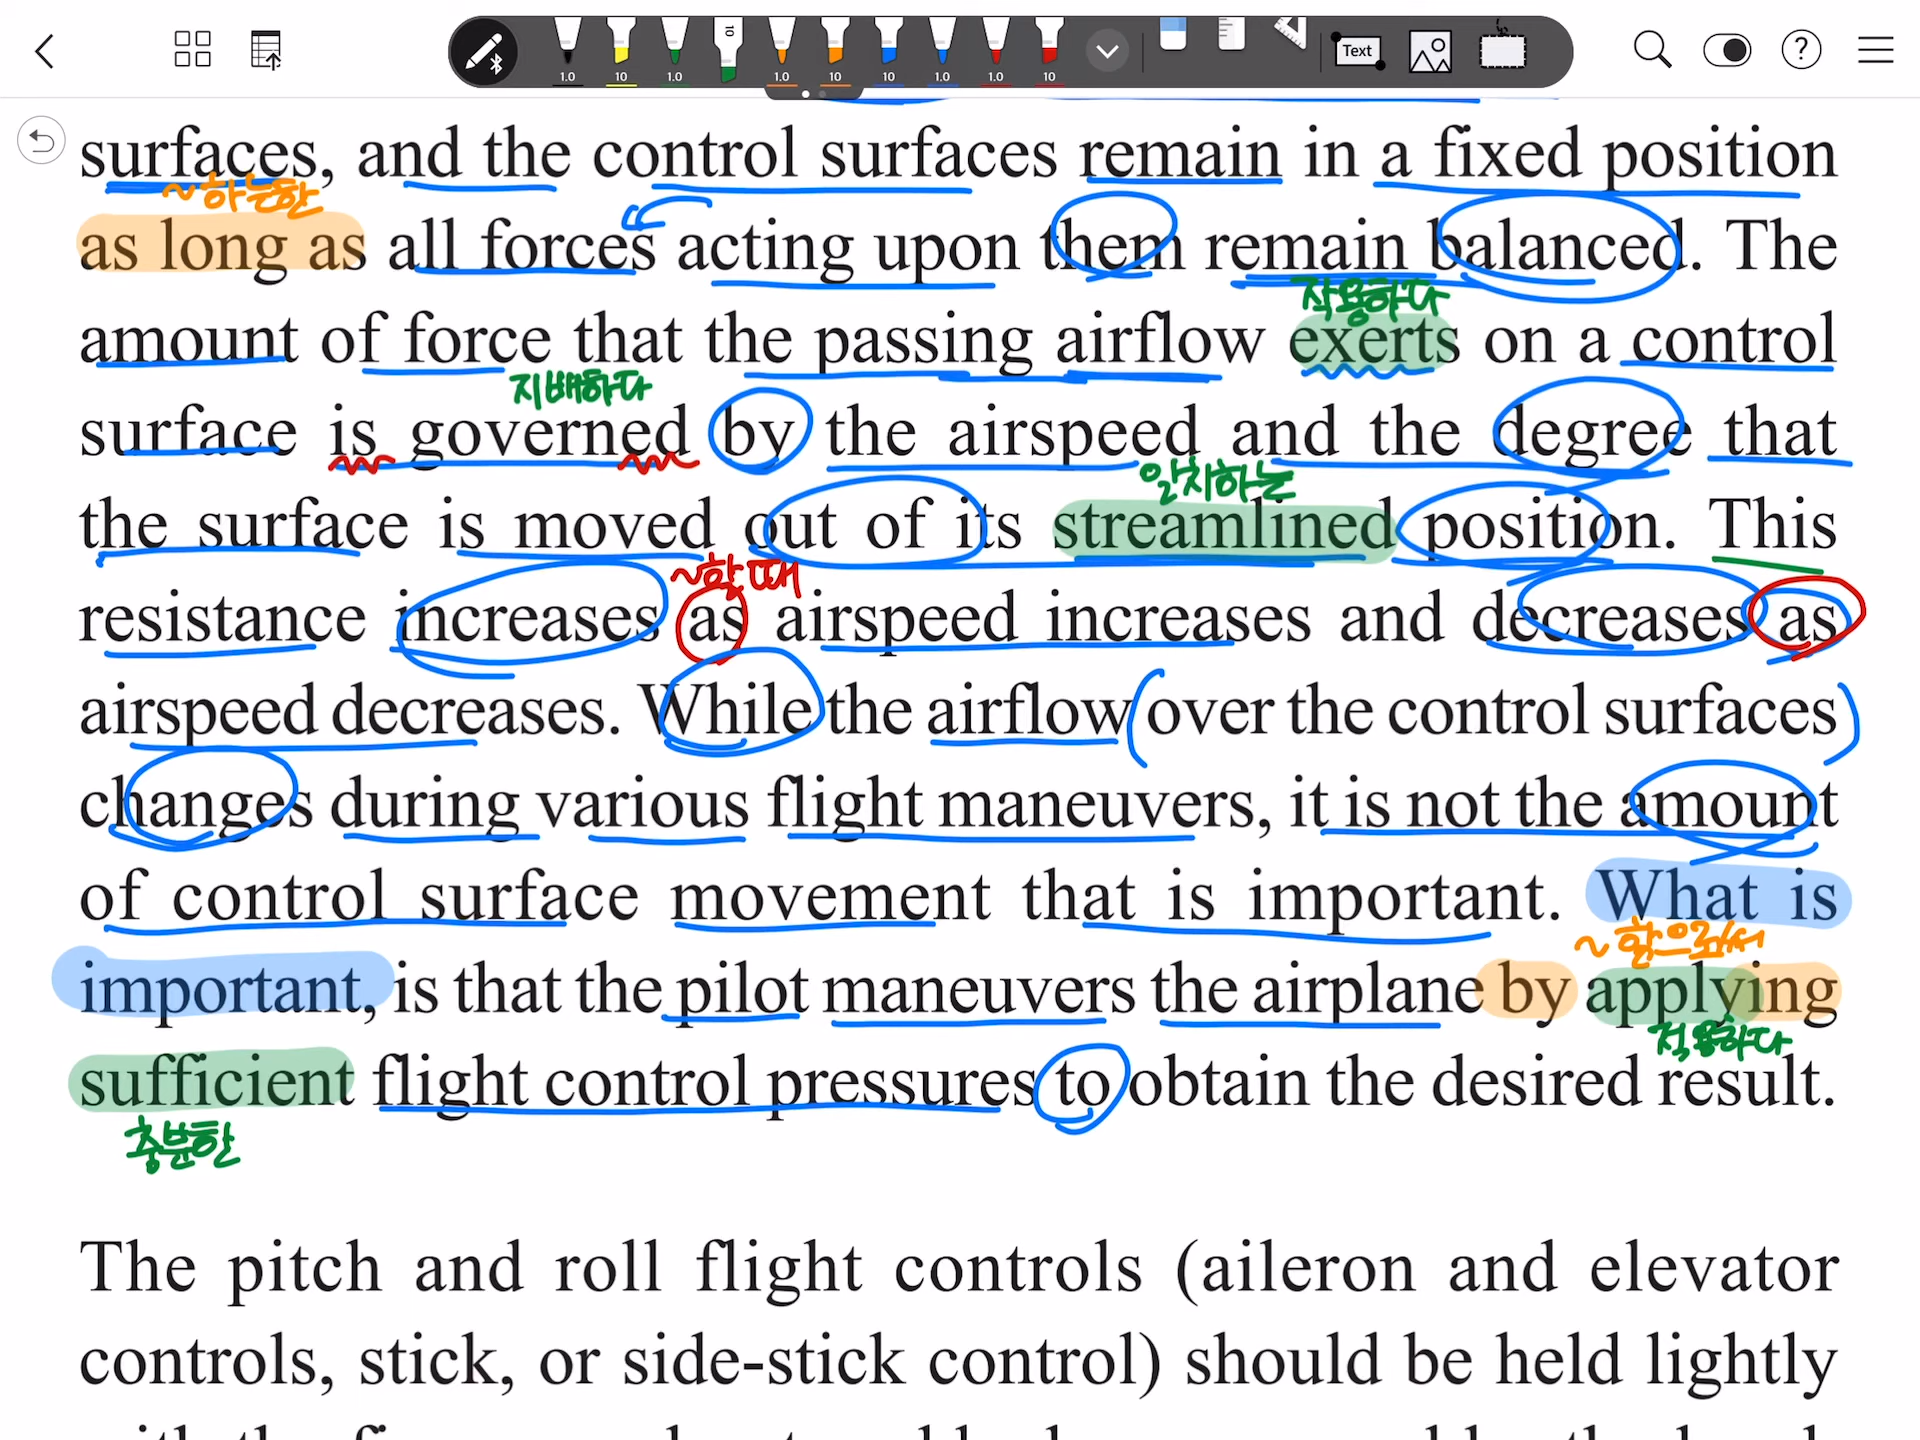 1.0 10 1.0 10 1.0 10 10 1.0 1.0 10 Text
surfaces, and the control surfaces remain in a fixed position
~하는한
as long as all forces acting upon them remain balanced. The
작용하다
amount of force that the passing airflow exerts on a control
지배하다
surface is governed by the airspeed and the degree that
일치하는
the surface is moved out of its streamlined position. This
~할 때
resistance increases as airspeed increases and decreases as
airspeed decreases. While the airflow (over the control surfaces)
changes during various flight maneuvers, it is not the amount
of control surface movement that is important. What is
~함으로써
important, is that the pilot maneuvers the airplane by applying
적용하다
sufficient flight control pressures to obtain the desired result.
충분한
The pitch and roll flight controls (aileron and elevator
controls, stick, or side-stick control) should be held lightly